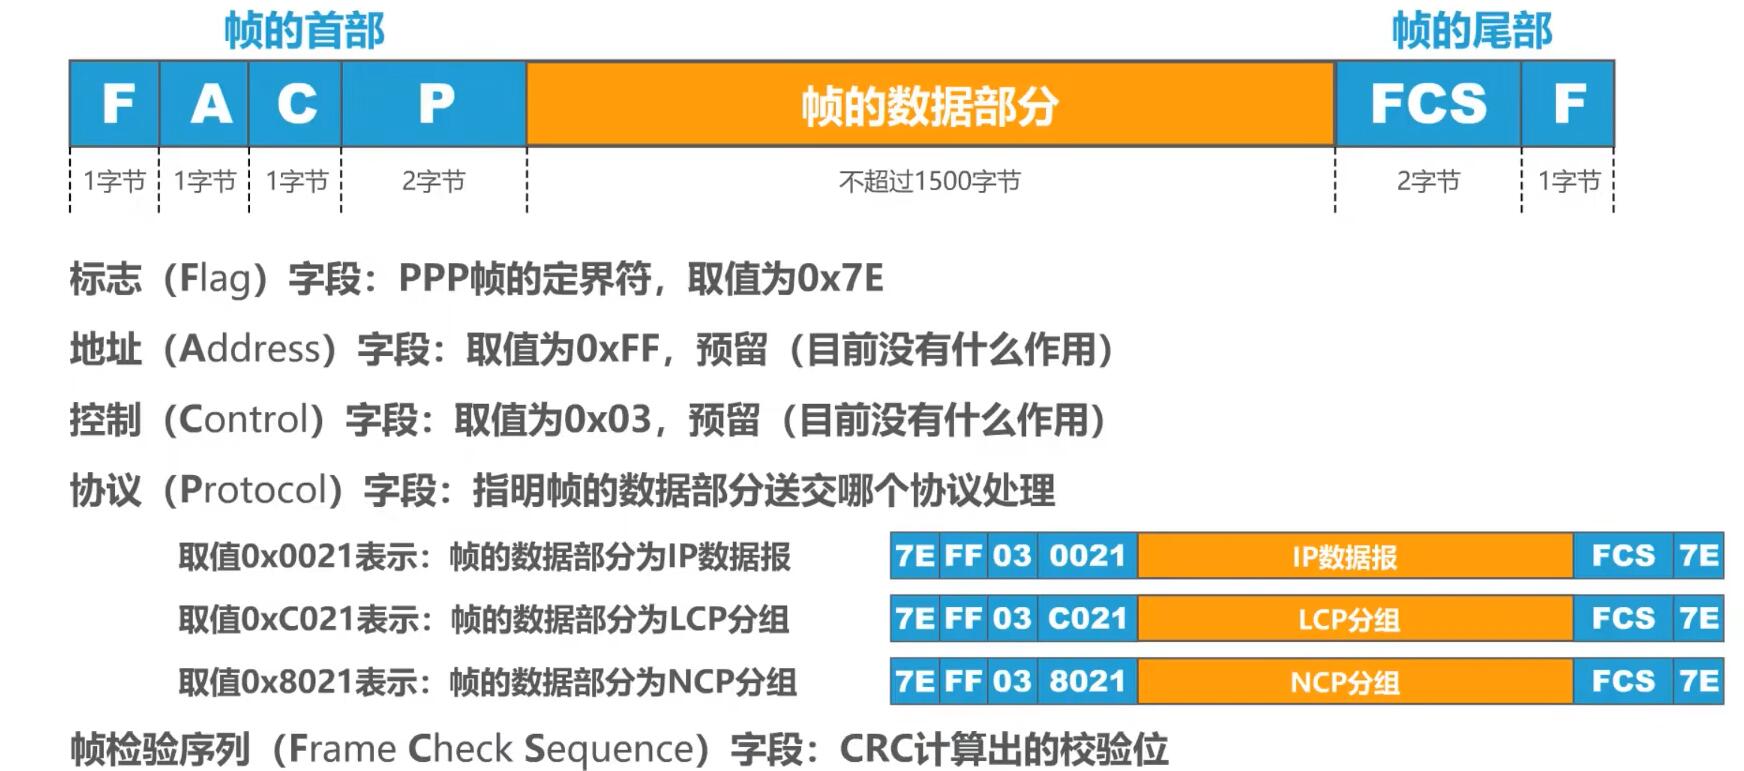 帧的首部 帧的尾部
F A C P 帧的数据部分 FCS F
1字节 1字节 1字节 2字节 不超过1500字节 2字节 1字节
标志（Flag）字段：PPP帧的定界符，取值为0x7E
地址（Address）字段：取值为0xFF，预留（目前没有什么作用）
控制（Control）字段：取值为0x03，预留（目前没有什么作用）
协议（Protocol）字段：指明帧的数据部分送交哪个协议处理
取值0x0021表示：帧的数据部分为IP数据报 7E FF 03 0021 IP数据报 FCS 7E
取值0xC021表示：帧的数据部分为LCP分组 7E FF 03 C021 LCP分组 FCS 7E
取值0x8021表示：帧的数据部分为NCP分组 7E FF 03 8021 NCP分组 FCS 7E
帧检验序列（Frame Check Sequence）字段：CRC计算出的校验位